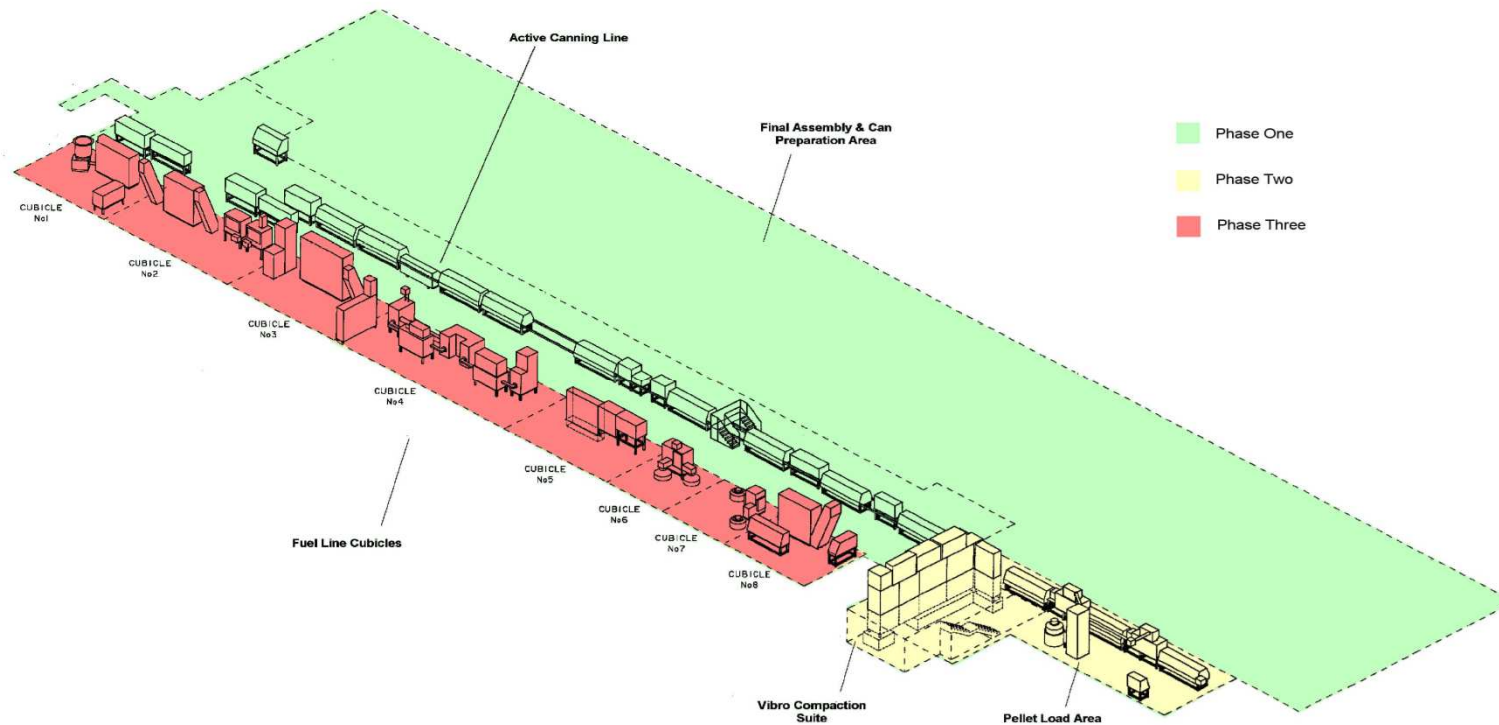 Active Canning Line
Final Assembly & Can
Preparation Area
Phase One
Phase Two
Phase Three
CUBICLE
No1
CUBICLE
No2
CUBICLE
No3
CUBICLE
No4
CUBICLE
No5
CUBICLE
No6
CUBICLE
No7
CUBICLE
No8
Fuel Line Cubicles
Vibro Compaction
Suite
Pellet Load Area